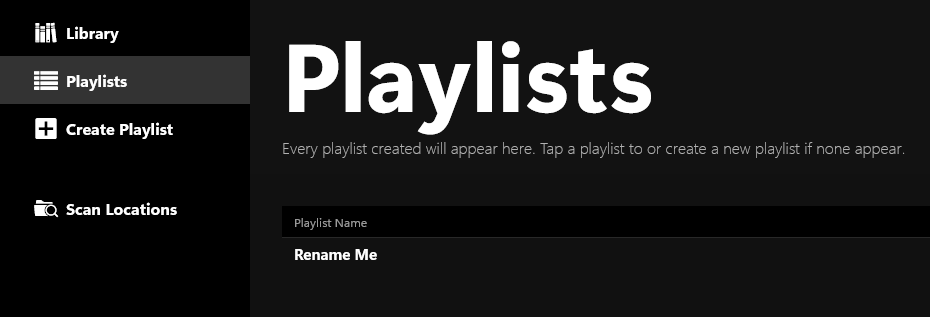 Library
Playlists
Create Playlist
Scan Locations
Playlists
Every playlist created will appear here. Tap a playlist to or create a new playlist if none appear.
Playlist Name
Rename Me